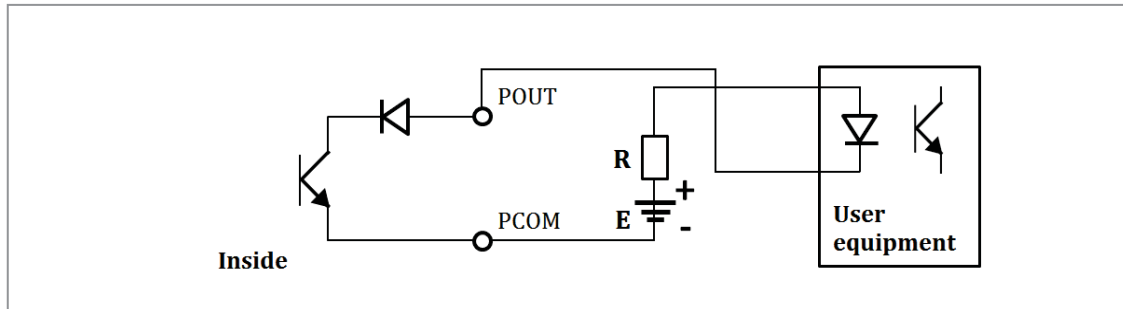 POUT
R
+
E
-
PCOM
User
equipment
Inside